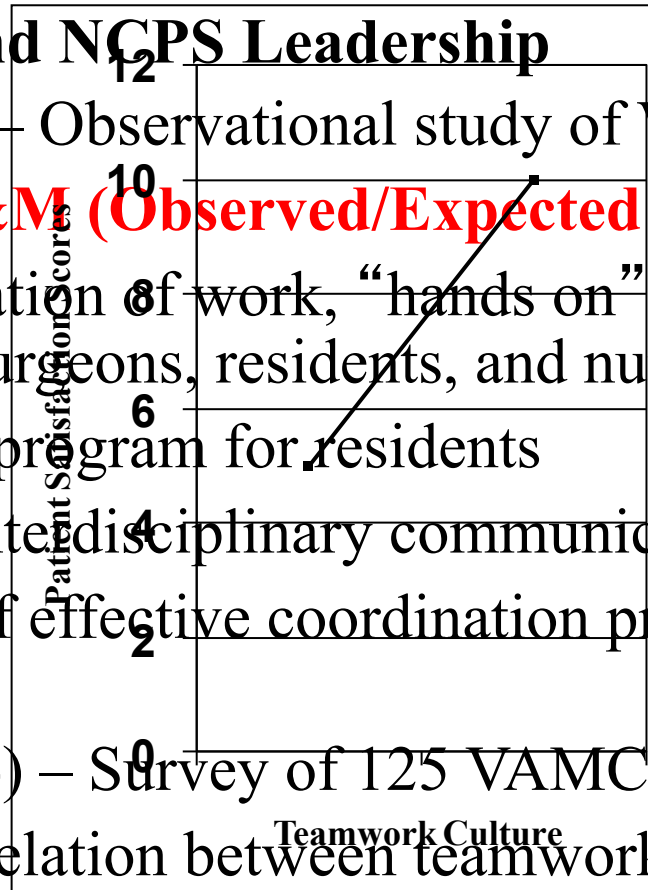 nd NCPS Leadership
12
– Observational study of
10
&M (Observed/Expected
Patient Satisfaction Scores
ation of work, “hands on”
8
urgeons, residents, and nu
6
program for residents
4
terdisciplinary communic
f effective coordination pr
2
0
) – Survey of 125 VAMC
Teamwork Culture
elation between teamwork